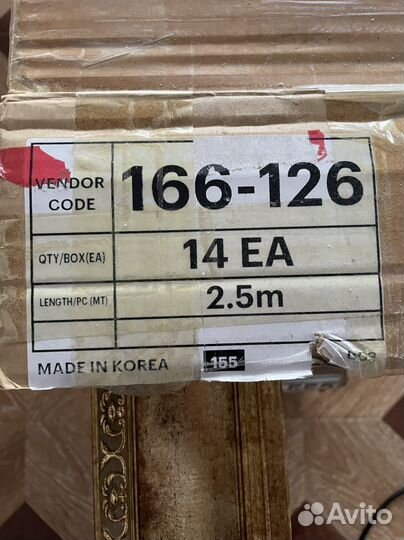 VENDOR CODE 166-126
QTY/BOX(EA) 14 EA
LENGTH/PC (MT) 2.5m
MADE IN KOREA 155
Avito